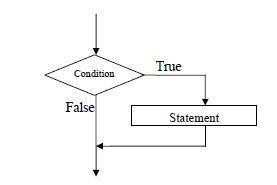 Condition
True
False
Statement